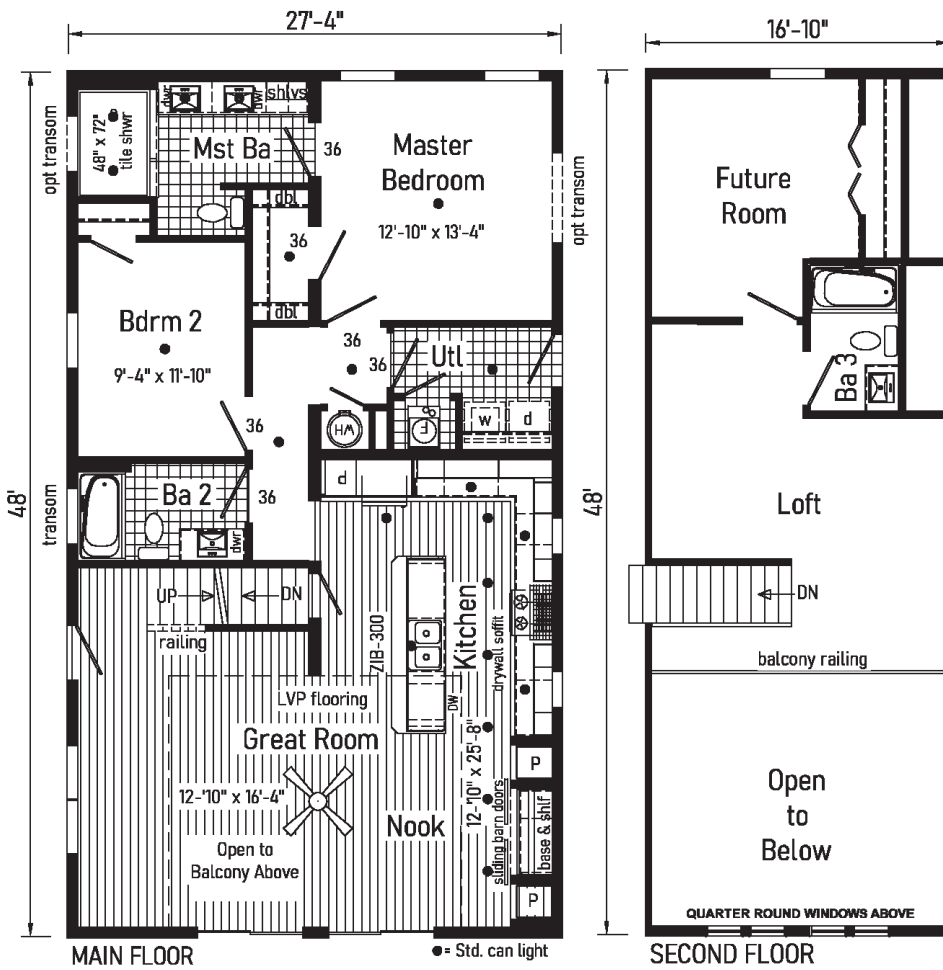 27'-4"
16'-10"
48'
opt transom
48" x 72"
tile shwr
dwr
dwr
shlvs
Mst Ba
36
Master
Bedroom
12'-10" x 13'-4"
opt transom
dbl
36
dbl
Bdrm 2
9'-4" x 11'-10"
36
36
36
Utl
WH
F
w
d
transom
Ba 2
36
dwr
d
UP
DN
railing
ZIB-300
Kitchen
drywall soffit
DW
LVP flooring
Great Room
12-'10" x 16'-4"
12-'10" x 25'-8"
Nook
sliding barn doors
P
base & shlf
P
Open to
Balcony Above
MAIN FLOOR
= Std. can light
48'
Future
Room
Ba 3
Loft
DN
balcony railing
Open
to
Below
QUARTER ROUND WINDOWS ABOVE
SECOND FLOOR